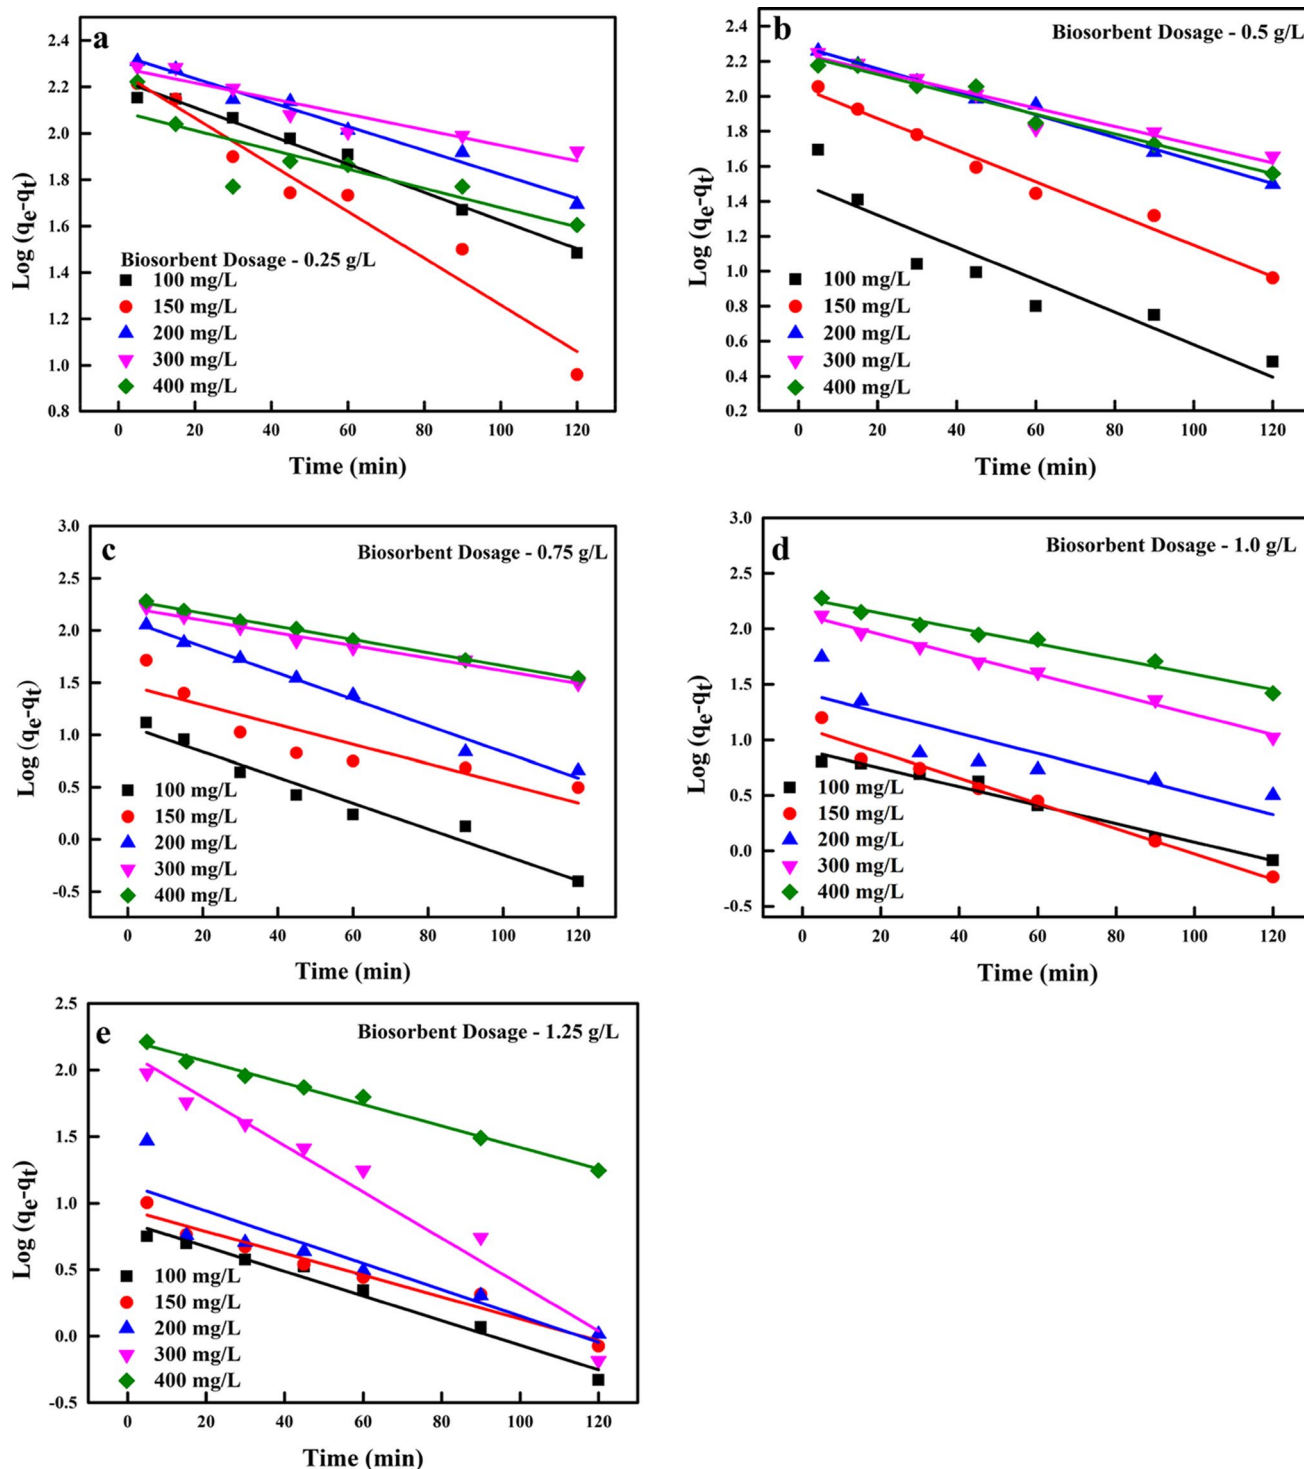 a
2.4
2.2
2.0
1.8
1.6
1.4
1.2
1.0
0.8
Log (qe-qt)
Biosorbent Dosage - 0.25 g/L
100 mg/L
150 mg/L
200 mg/L
300 mg/L
400 mg/L
0 20 40 60 80 100 120
Time (min)
b
Biosorbent Dosage - 0.5 g/L
2.4
2.2
2.0
1.8
1.6
1.4
1.2
1.0
0.8
0.6
0.4
0.2
Log (qe-qt)
100 mg/L
150 mg/L
200 mg/L
300 mg/L
400 mg/L
0 20 40 60 80 100 120
Time (min)
c
Biosorbent Dosage - 0.75 g/L
3.0
2.5
2.0
1.5
1.0
0.5
0.0
-0.5
Log (qe-qt)
100 mg/L
150 mg/L
200 mg/L
300 mg/L
400 mg/L
0 20 40 60 80 100 120
Time (min)
d
Biosorbent Dosage - 1.0 g/L
3.0
2.5
2.0
1.5
1.0
0.5
0.0
-0.5
Log (qe-qt)
100 mg/L
150 mg/L
200 mg/L
300 mg/L
400 mg/L
0 20 40 60 80 100 120
Time (min)
e
Biosorbent Dosage - 1.25 g/L
2.5
2.0
1.5
1.0
0.5
0.0
-0.5
Log (qe-qt)
100 mg/L
150 mg/L
200 mg/L
300 mg/L
400 mg/L
0 20 40 60 80 100 120
Time (min)